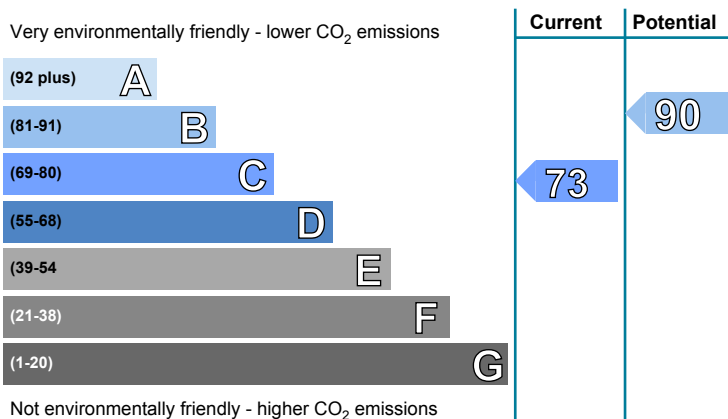 Current Potential
Very environmentally friendly - lower CO2 emissions
(92 plus) A
(81-91) B
90
(69-80) C
73
(55-68) D
(39-54 E
(21-38) F
(1-20) G
Not environmentally friendly - higher CO2 emissions